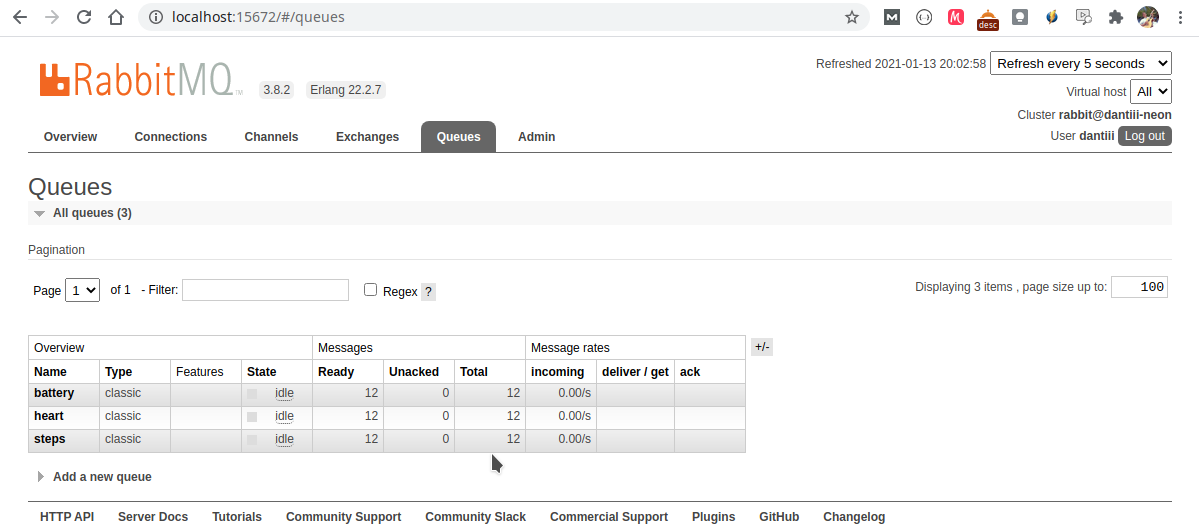 localhost:15672/#/queues
M
desc
RabbitMQ TM 3.8.2 Erlang 22.2.7
Refreshed 2021-01-13 20:02:58 Refresh every 5 seconds
Virtual host All
Cluster rabbit@dantiii-neon
User dantiii Log out
Overview Connections Channels Exchanges Queues Admin
Queues
All queues (3)
Pagination
Page 1 of 1 - Filter: Regex ? Displaying 3 items , page size up to: 100
Overview Messages Message rates +/-
Name Type Features State Ready Unacked Total incoming deliver / get ack
battery classic idle 12 0 12 0.00/s
heart classic idle 12 0 12 0.00/s
steps classic idle 12 0 12 0.00/s
Add a new queue
HTTP API Server Docs Tutorials Community Support Community Slack Commercial Support Plugins GitHub Changelog